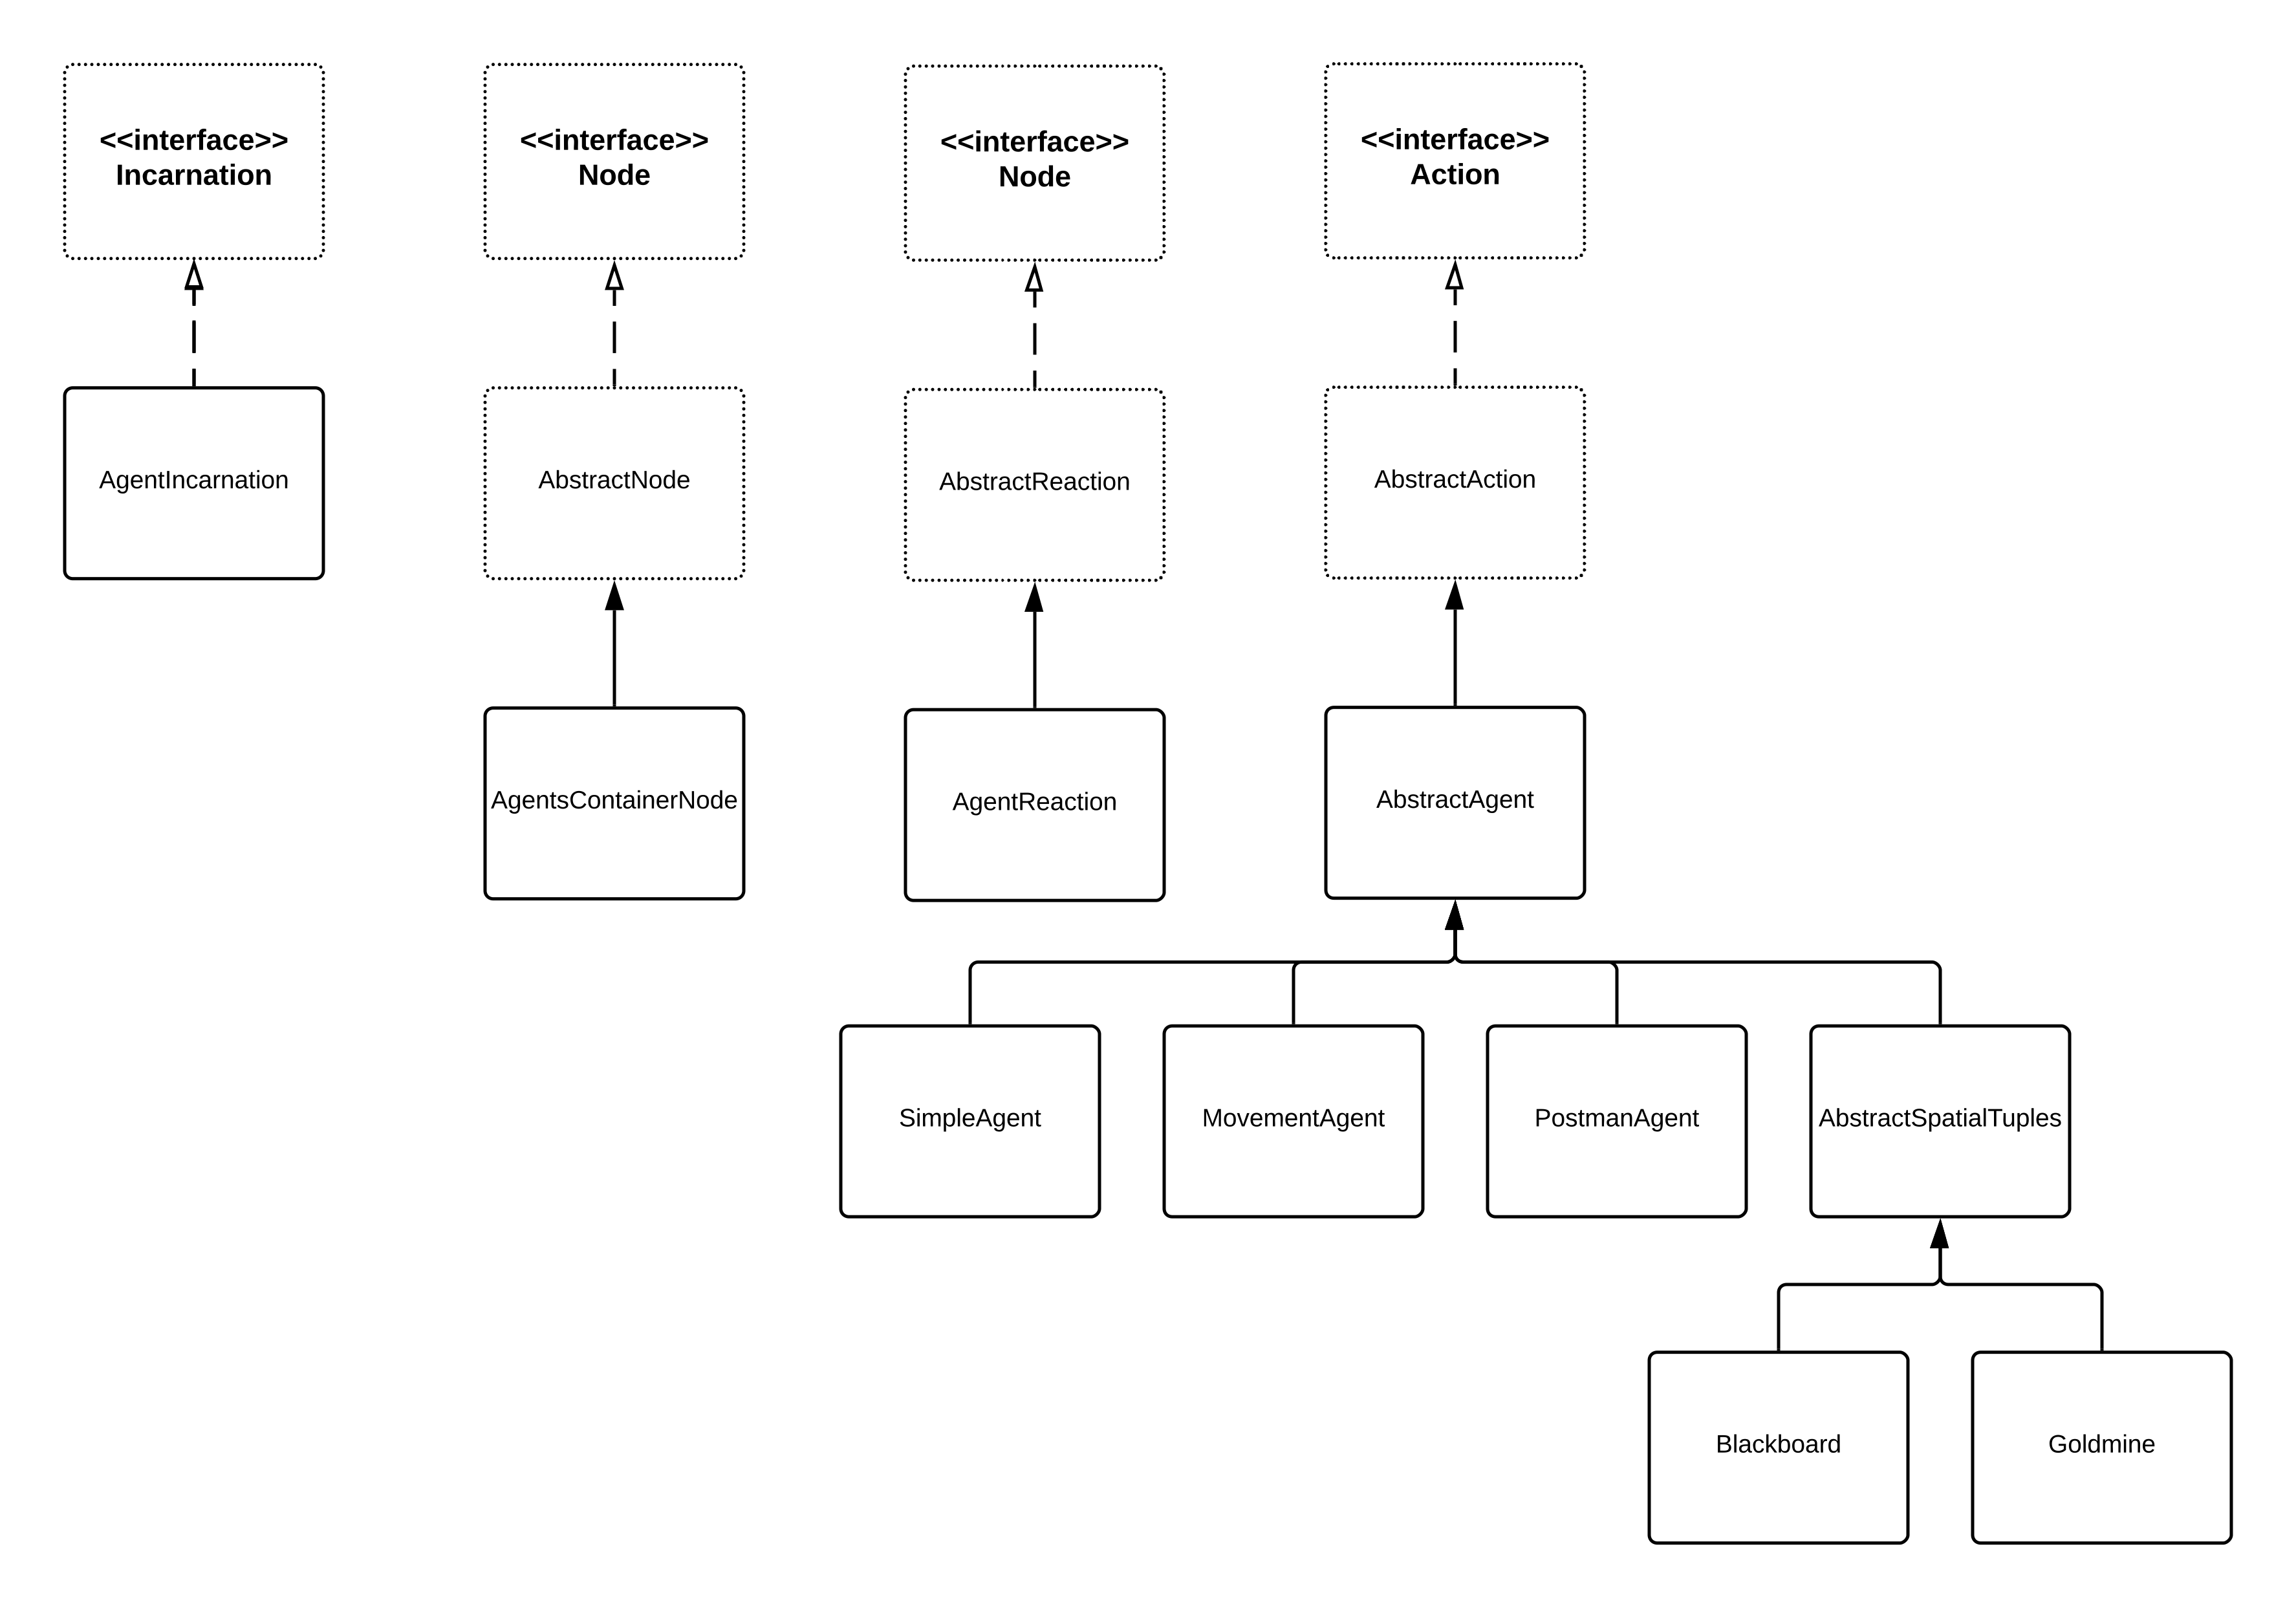 <<interface>>
Incarnation
<<interface>>
Node
<<interface>>
Node
<<interface>>
Action
AgentIncarnation
AbstractNode
AbstractReaction
AbstractAction
AgentsContainerNode
AgentReaction
AbstractAgent
SimpleAgent
MovementAgent
PostmanAgent
AbstractSpatialTuples
Blackboard
Goldmine